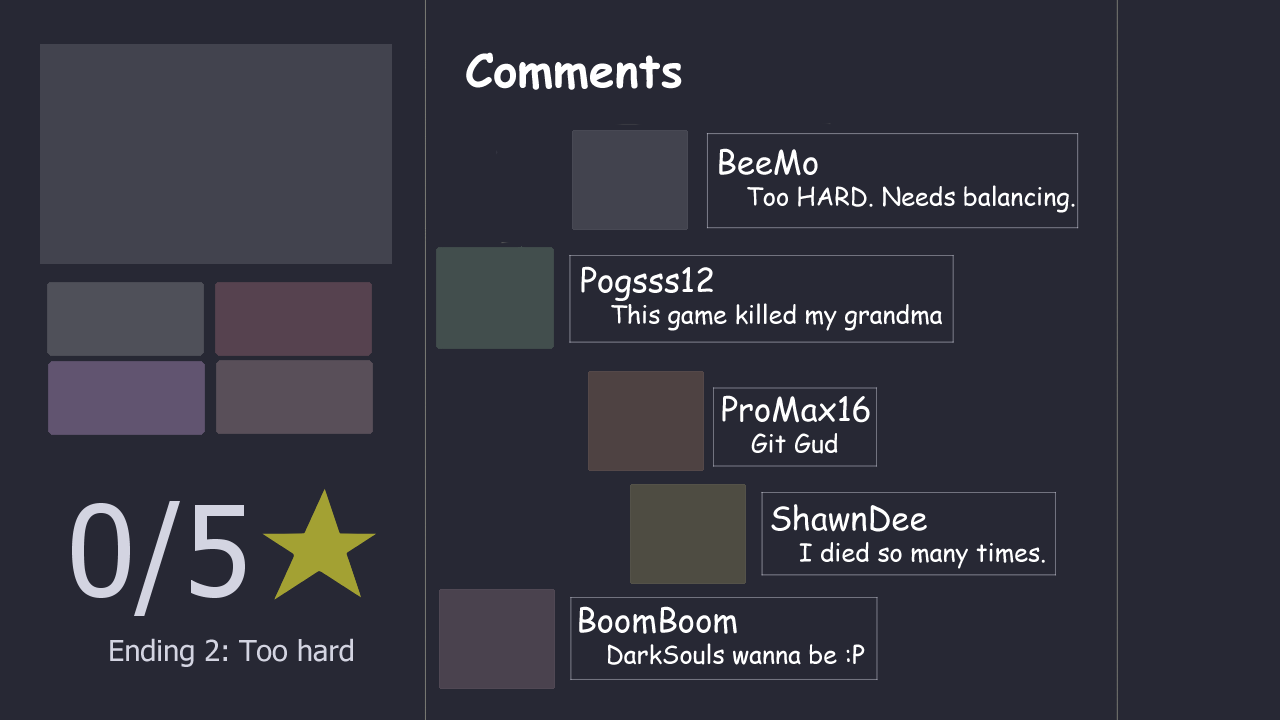 Comments
BeeMo
Too HARD. Needs balancing.
Pogsss12
This game killed my grandma
ProMax16
Git Gud
ShawnDee
I died so many times.
BoomBoom
DarkSouls wanna be :P
0/5
Ending 2: Too hard